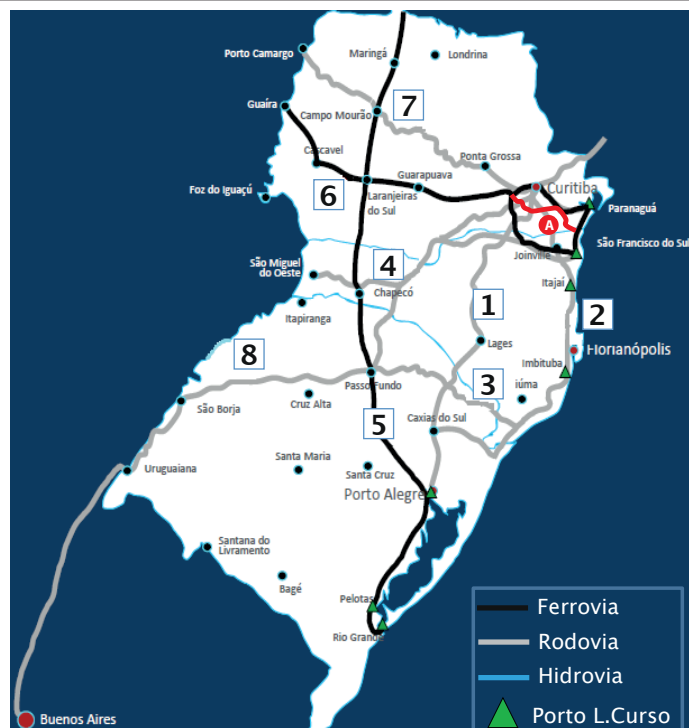 Porto Camargo
Maringá
Londrina
Guaíra
Campo Mourão
7
Cascavel
Ponta Grossa
Guarapuava
Curitiba
6
Foz do Iguaçú
Laranjeiras
do Sul
Paranaguá
A
São Francisco do Sul
Joinville
São Miguel
do Oeste
4
Chapecó
Itajaí
1
2
Itapiranga
Lages
Florianópolis
8
Passo Fundo
Imbituba
3
iúma
São Borja
Cruz Alta
5
Caxias do Sul
Uruguaiana
Santa Maria
Santa Cruz
Porto Alegre
Santana do
Livramento
Bagé
Pelotas
Rio Grande
Buenos Aires
Ferrovia
Rodovia
Hidrovia
Porto L.Curso